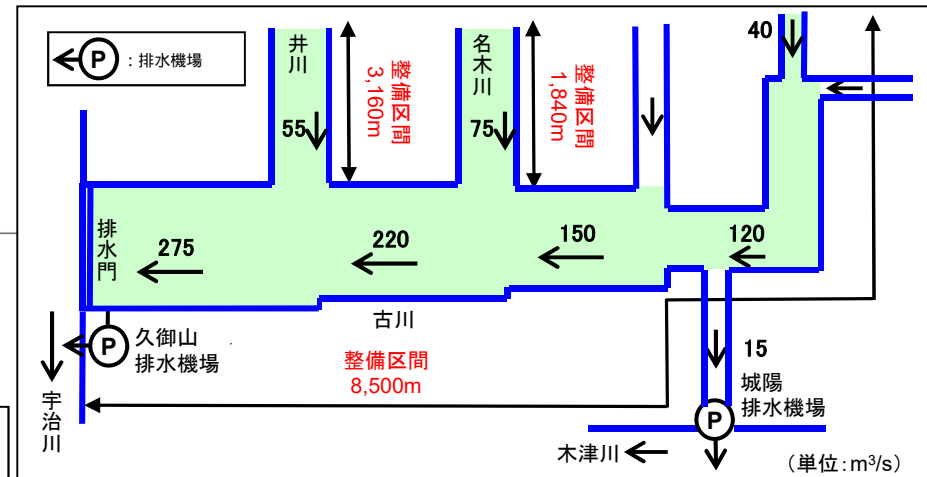 P：排水機場
井川
整備区間
3,160m
名木川
整備区間
1,840m
40
55
75
排水門
275
220
150
120
古川
P
久御山
排水機場
整備区間
8,500m
15
城陽
排水機場
P
宇治川
木津川
（単位：m³/s）